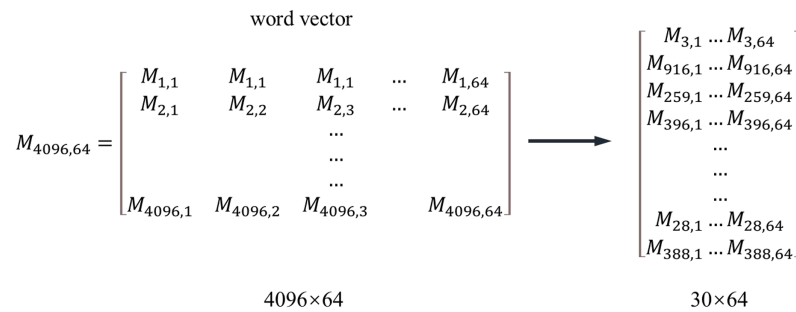 word vector
M1,1 M1,1 M1,1 ... M1,64
M2,1 M2,2 M2,3 ... M2,64
...
M4096,64 =
...
...
M4096,1 M4096,2 M4096,3 M4096,64
4096×64
M3,1 ... M3,64
M916,1 ... M916,64
M259,1 ... M259,64
M396,1 ... M396,64
...
...
...
M28,1 ... M28,64
M388,1 ... M388,64
30×64